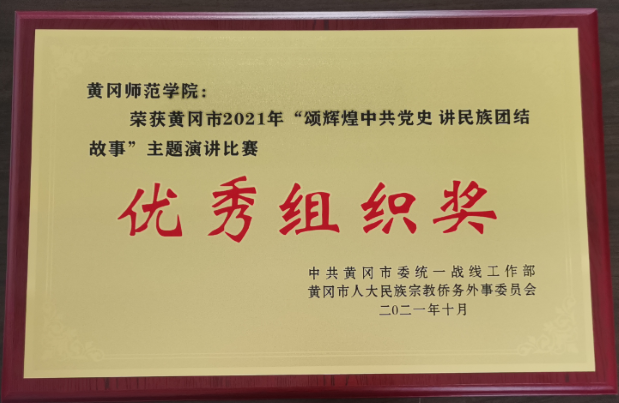 黄冈师范学院：
荣获黄冈市2021年“颂辉煌中共党史 讲民族团结
故事”主题演讲比赛
优秀组织奖
中共黄冈市委统一战线工作部
黄冈市人大民族宗教侨务外事委员会
二〇二一年十月